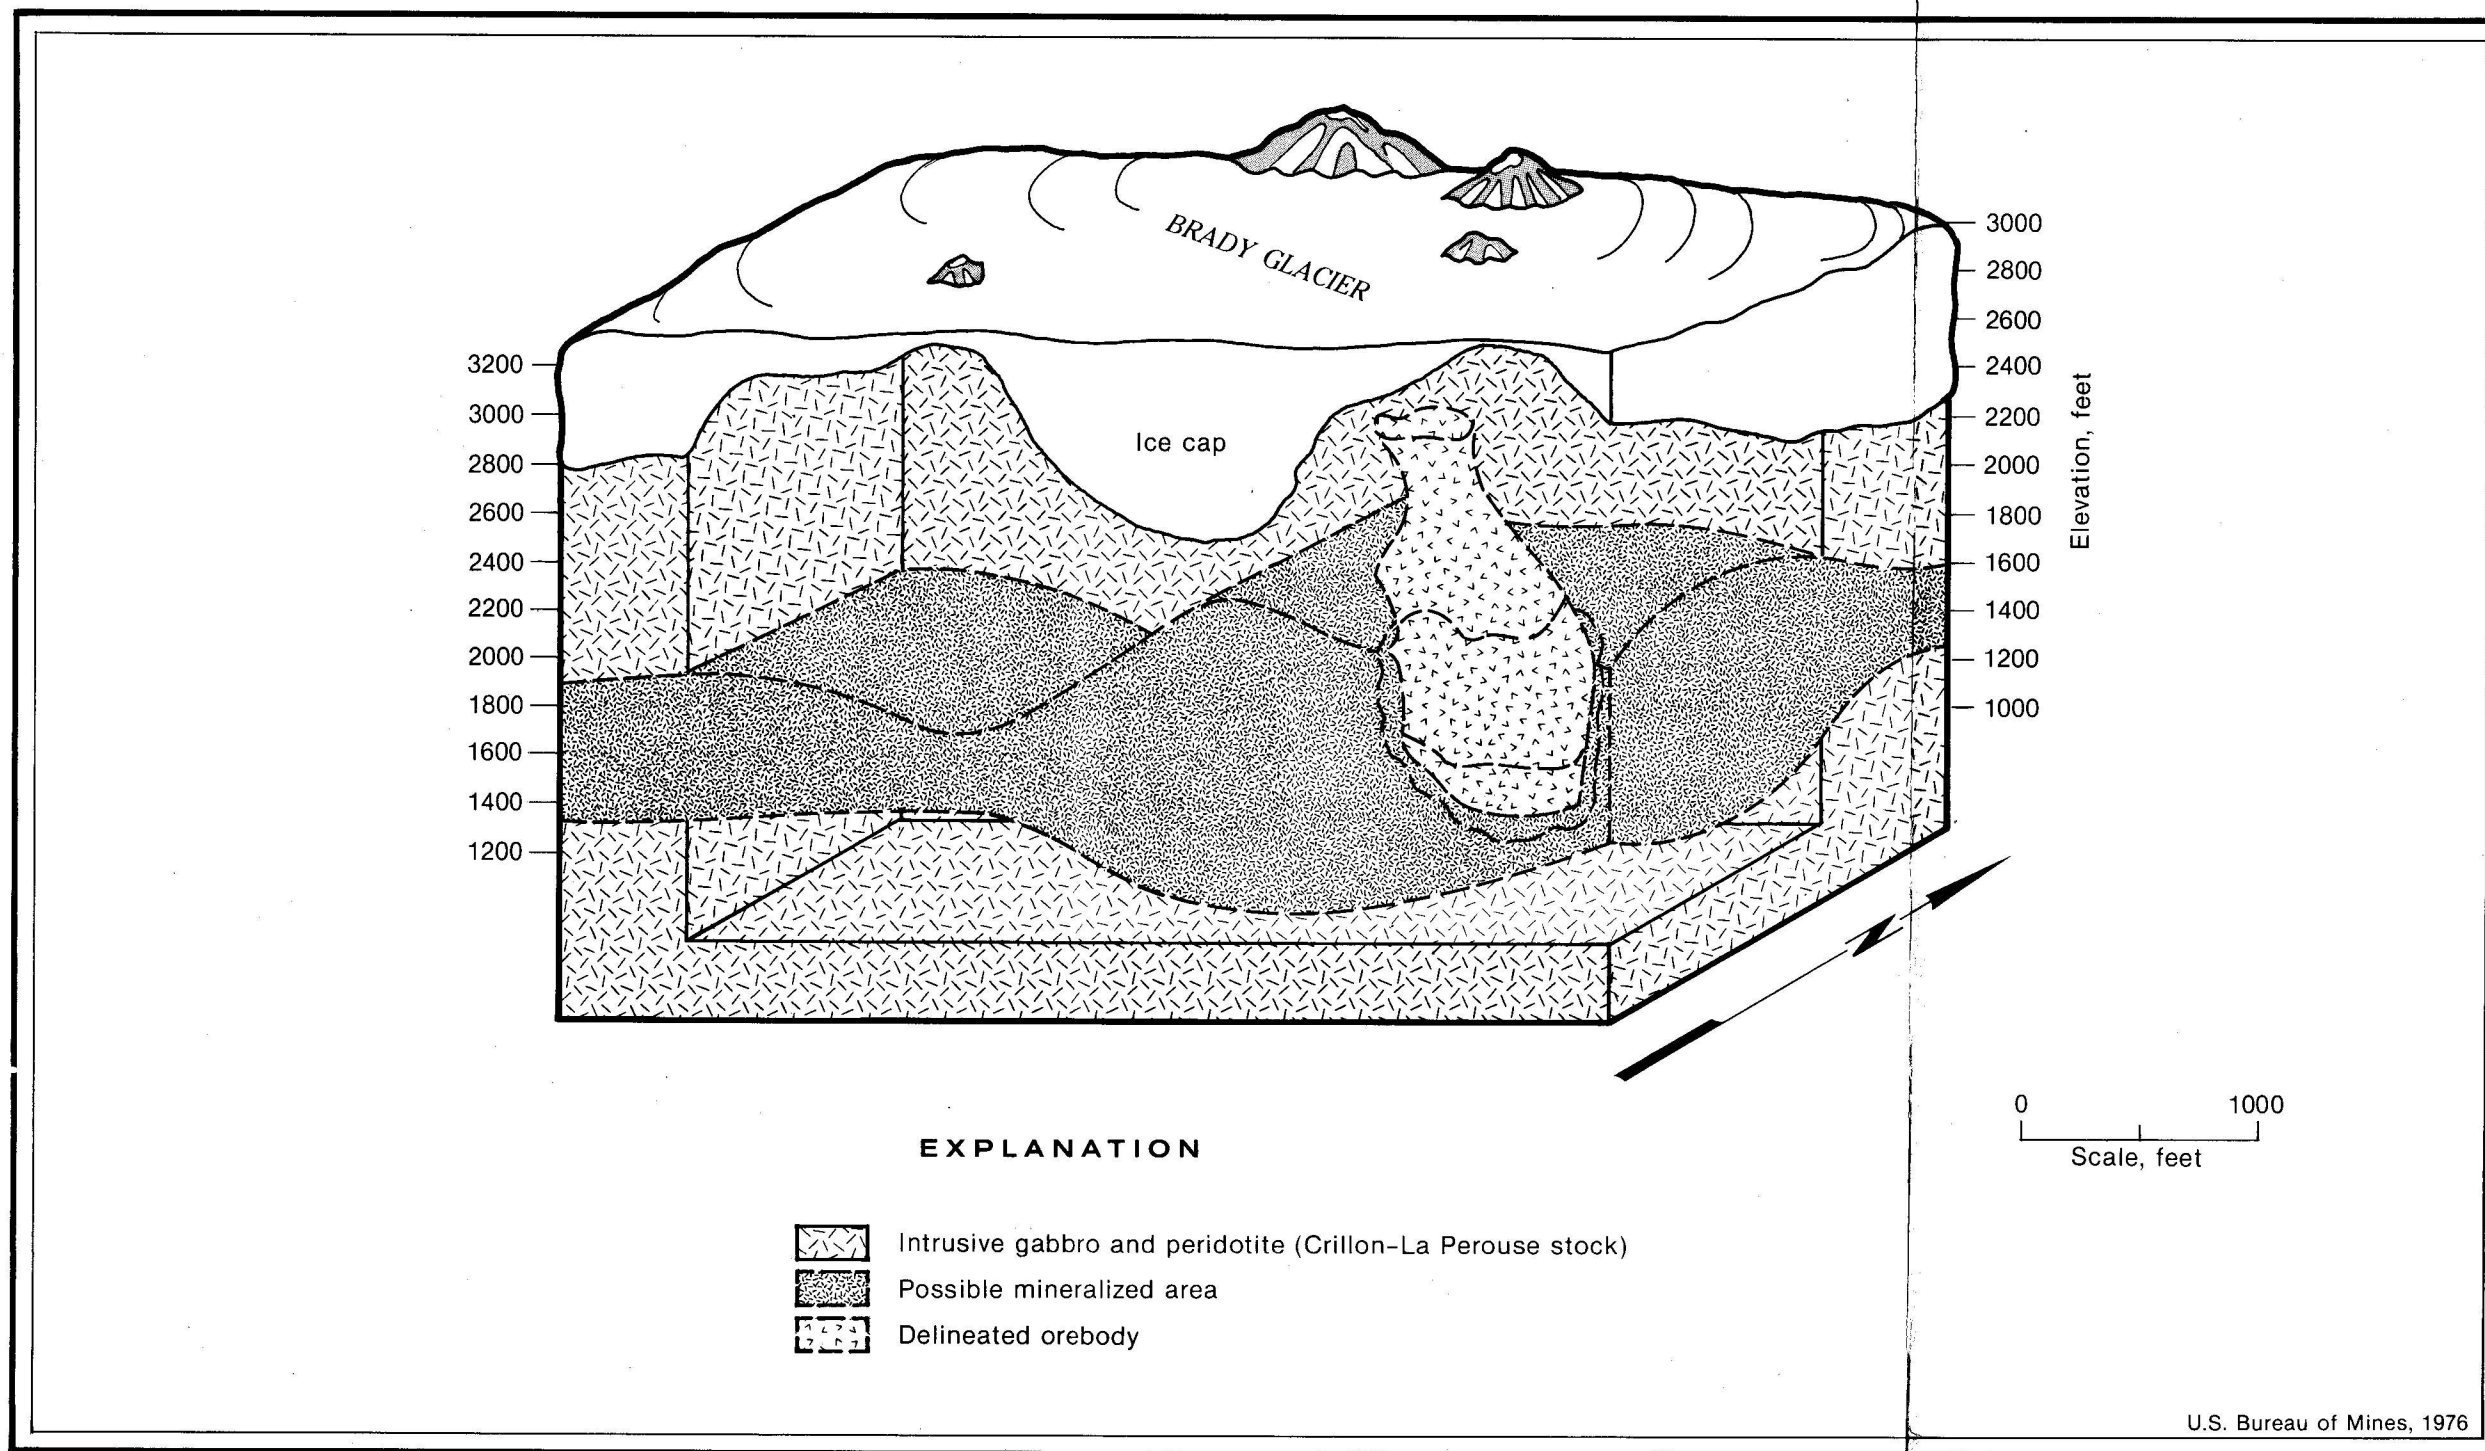 BRADY GLACIER
Ice cap
3200
3000
2800
2600
2400
2200
2000
1800
1600
1400
1200
3000
2800
2600
2400
2200
2000
1800
1600
1400
1200
1000
Elevation, feet
0 1000
Scale, feet
EXPLANATION
Intrusive gabbro and peridotite (Crillon-La Perouse stock)
Possible mineralized area
Delineated orebody
U.S. Bureau of Mines, 1976